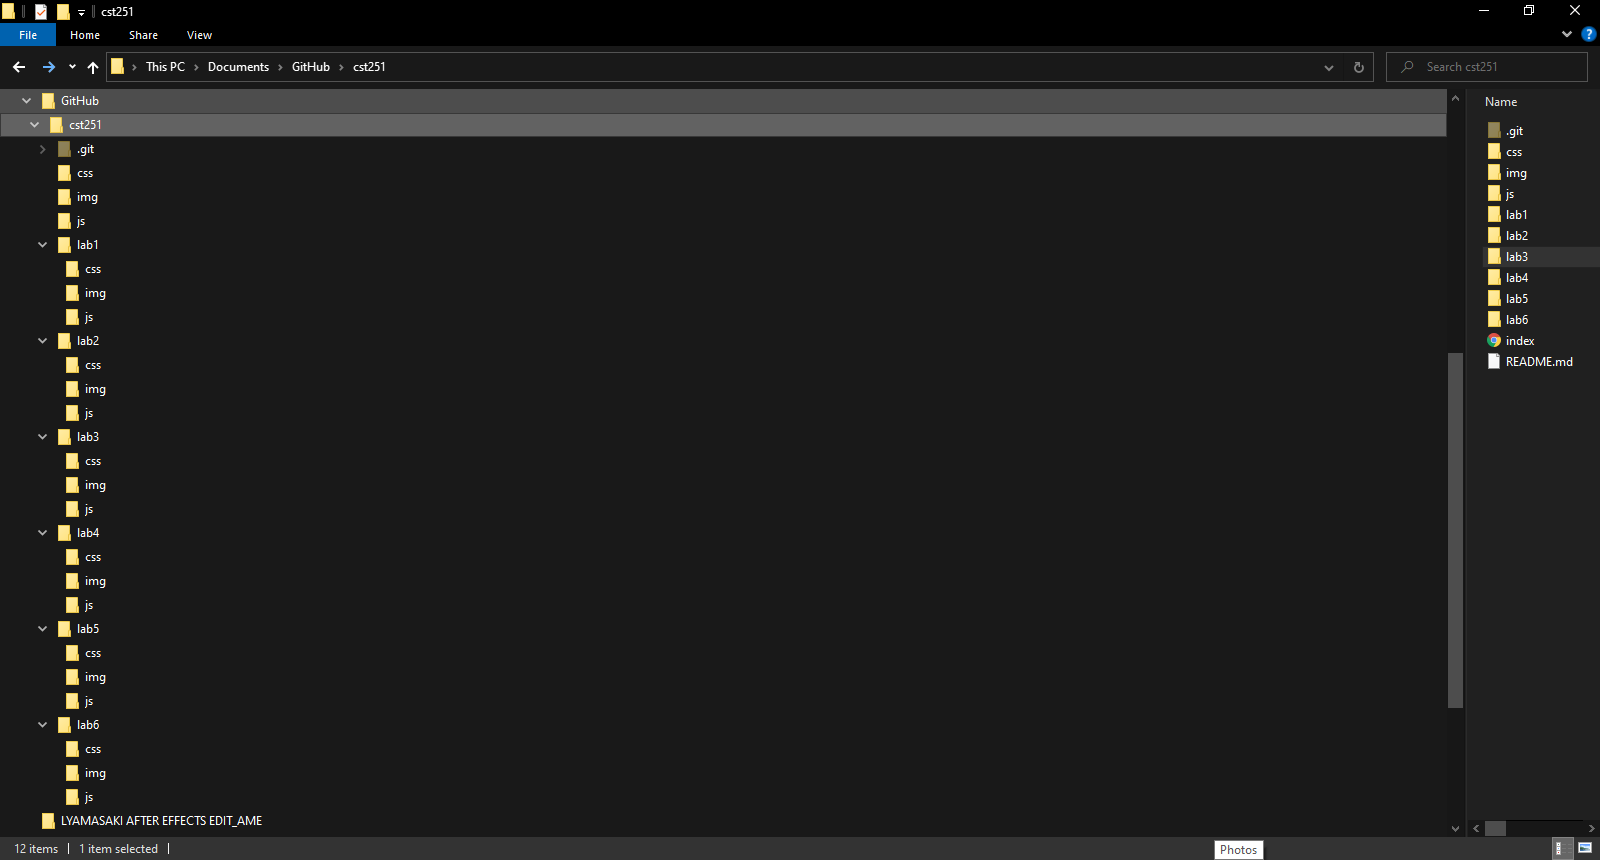 cst251
File Home Share View
This PC Documents GitHub cst251
Search cst251
GitHub
cst251
.git
css
img
js
lab1
css
img
js
lab2
css
img
js
lab3
css
img
js
lab4
css
img
js
lab5
css
img
js
lab6
css
img
js
LYAMASAKI AFTER EFFECTS EDIT_AME
Name
.git
css
img
js
lab1
lab2
lab3
lab4
lab5
lab6
index
README.md
12 items 1 item selected
Photos